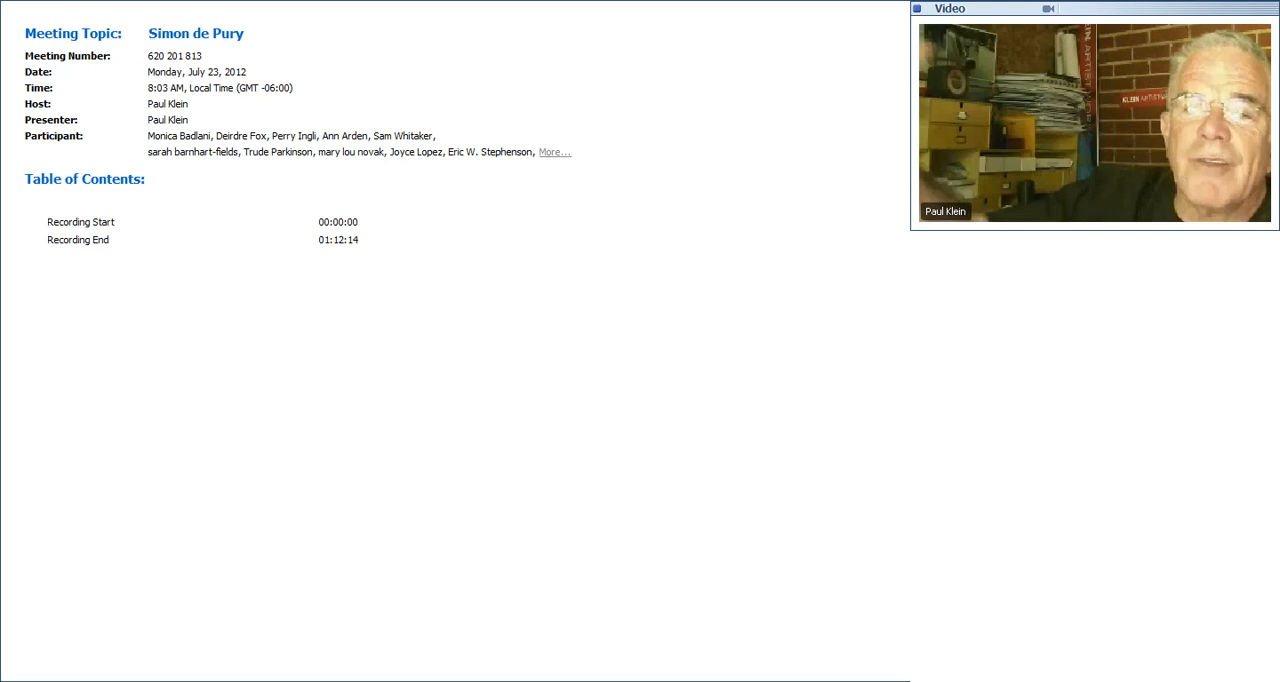 Meeting Topic: Simon de Pury
Meeting Number: 620 201 813
Date: Monday, July 23, 2012
Time: 8:03 AM, Local Time (GMT -06:00)
Host: Paul Klein
Presenter: Paul Klein
Participant: Monica Badlani, Deirdre Fox, Perry Ingli, Ann Arden, Sam Whitaker,
sarah barnhart-fields, Trude Parkinson, mary lou novak, Joyce Lopez, Eric W. Stephenson, More...
Table of Contents:
Recording Start 00:00:00
Recording End 01:12:14
Video
KLEIN
Paul Klein